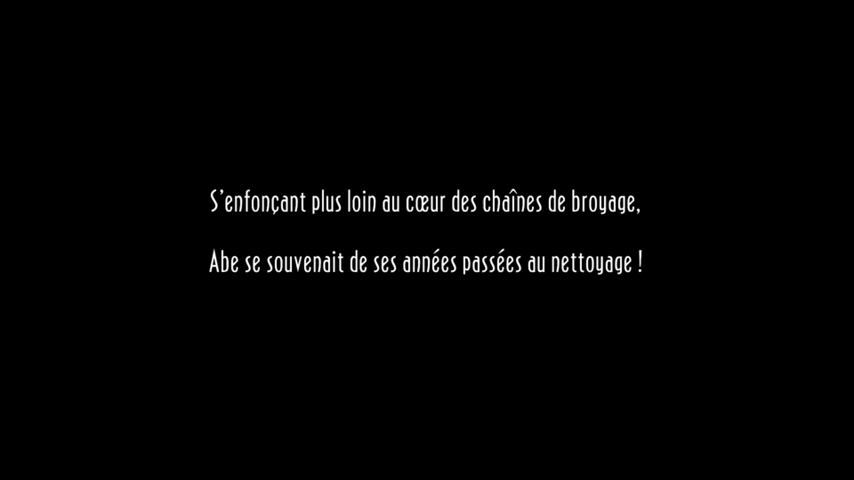 S'enfonçant plus loin au cœur des chaînes de broyage,
Abe se souvenait de ses années passées au nettoyage !